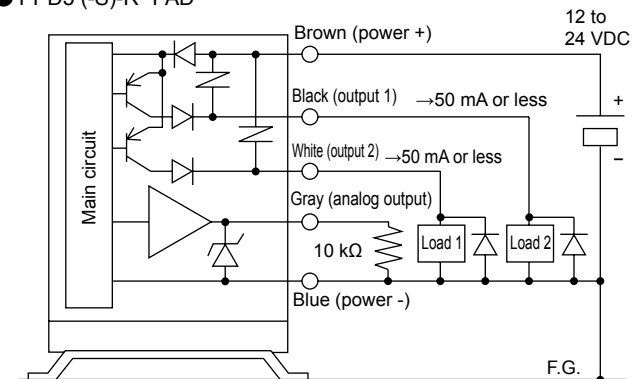 12 to
24 VDC
Brown (power +)
Black (output 1) →50 mA or less
+
White (output 2) →50 mA or less
−
Main circuit
Gray (analog output)
10 kΩ
Load 1
Load 2
Blue (power -)
F.G.